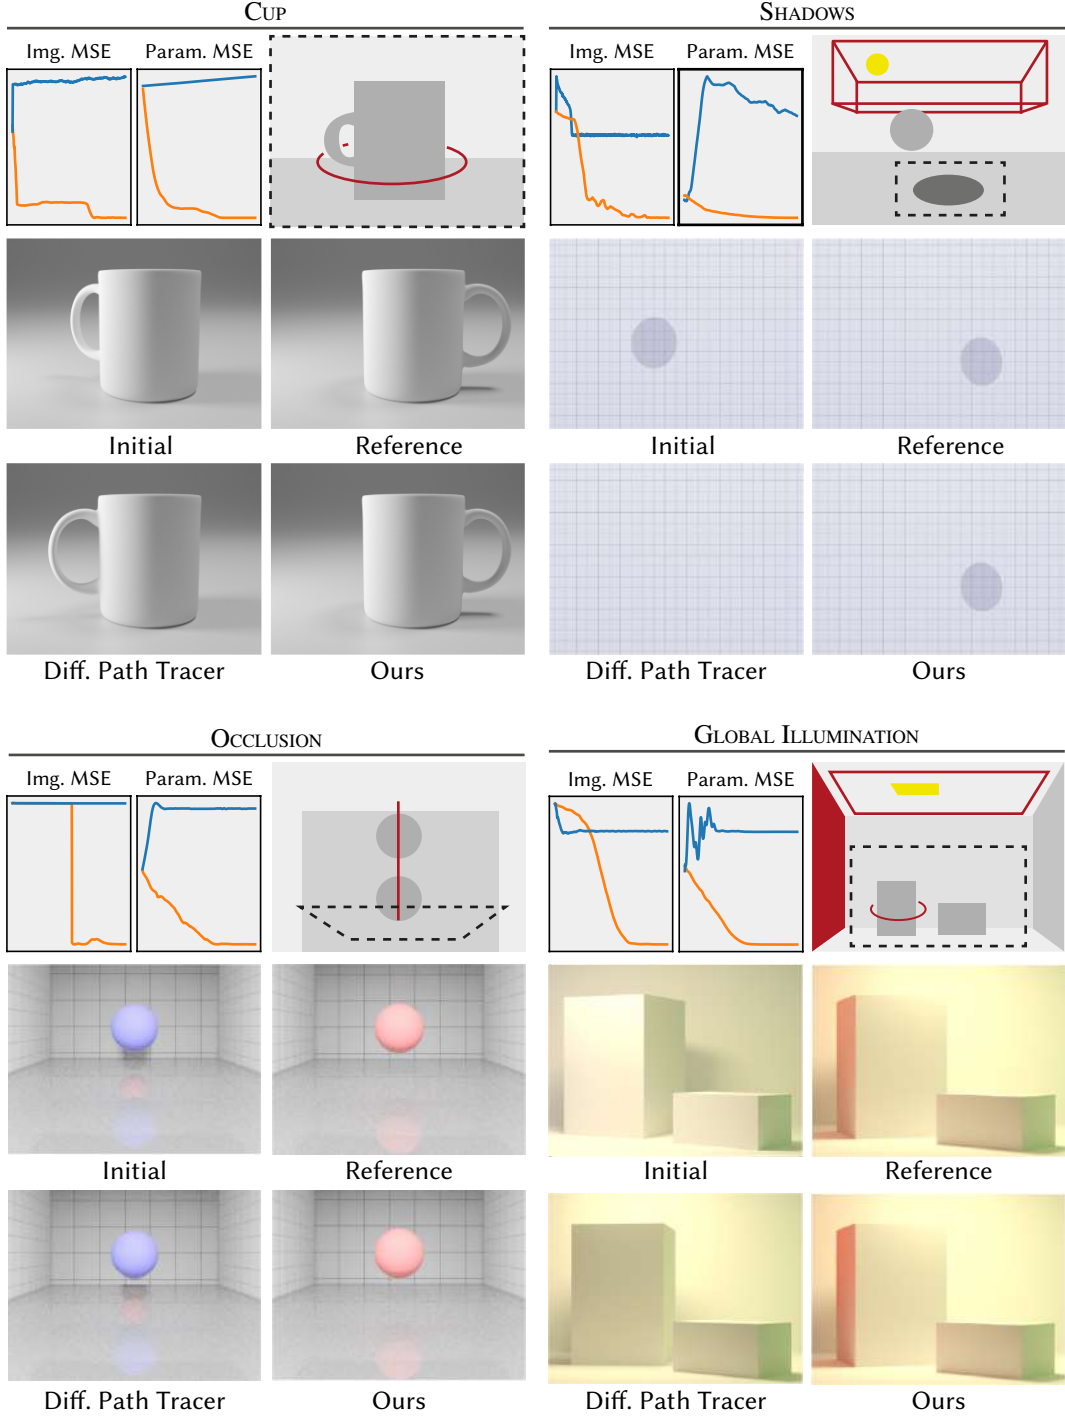 CUP
Img. MSE Param. MSE
Initial Reference
Diff. Path Tracer Ours
SHADOWS
Img. MSE Param. MSE
Initial Reference
Diff. Path Tracer Ours
OCCLUSION
Img. MSE Param. MSE
Initial Reference
Diff. Path Tracer Ours
GLOBAL ILLUMINATION
Img. MSE Param. MSE
Initial Reference
Diff. Path Tracer Ours